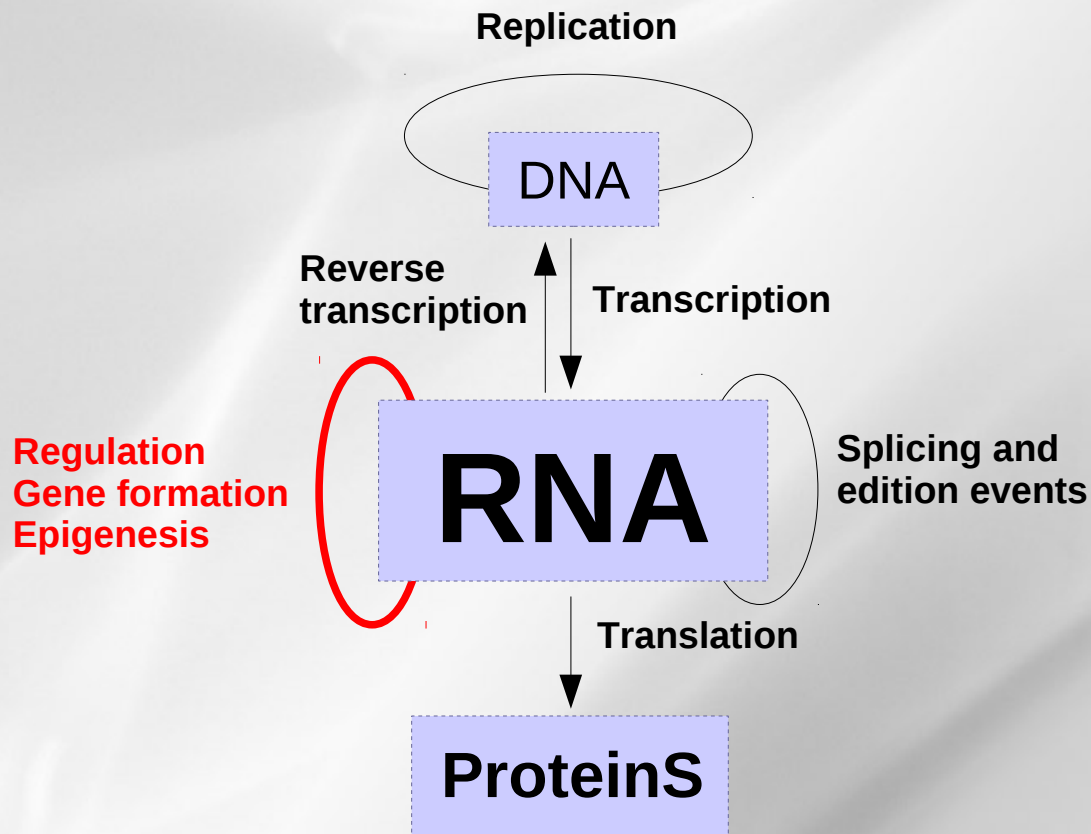 Replication
DNA
Reverse
transcription
Transcription
Regulation
Gene formation
Epigenesis
RNA
Splicing and
edition events
Translation
ProteinS